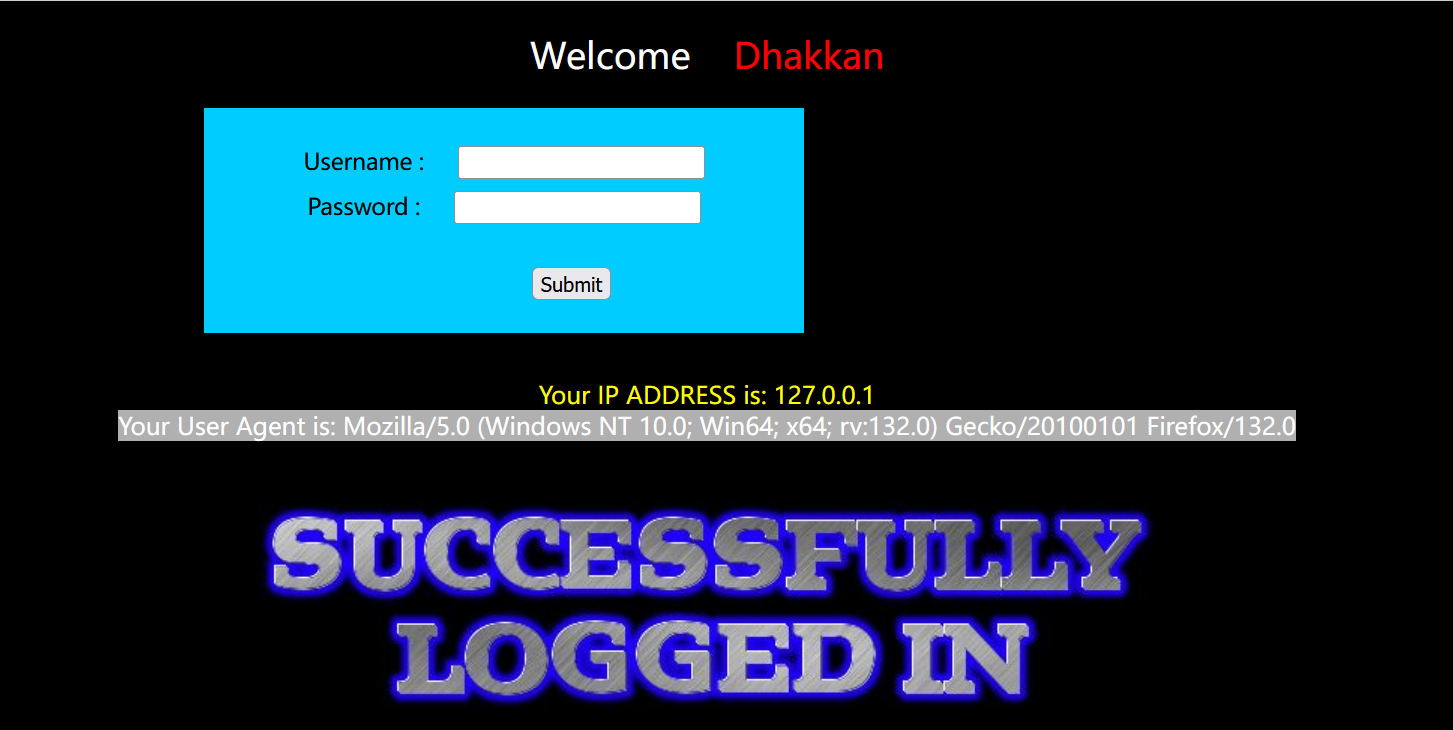 Welcome Dhakkan
Username :
Password :
Submit
Your IP ADDRESS is: 127.0.0.1
Your User Agent is: Mozilla/5.0 (Windows NT 10.0; Win64; x64; rv:132.0) Gecko/20100101 Firefox/132.0
SUCCESSFULLY
LOGGED IN